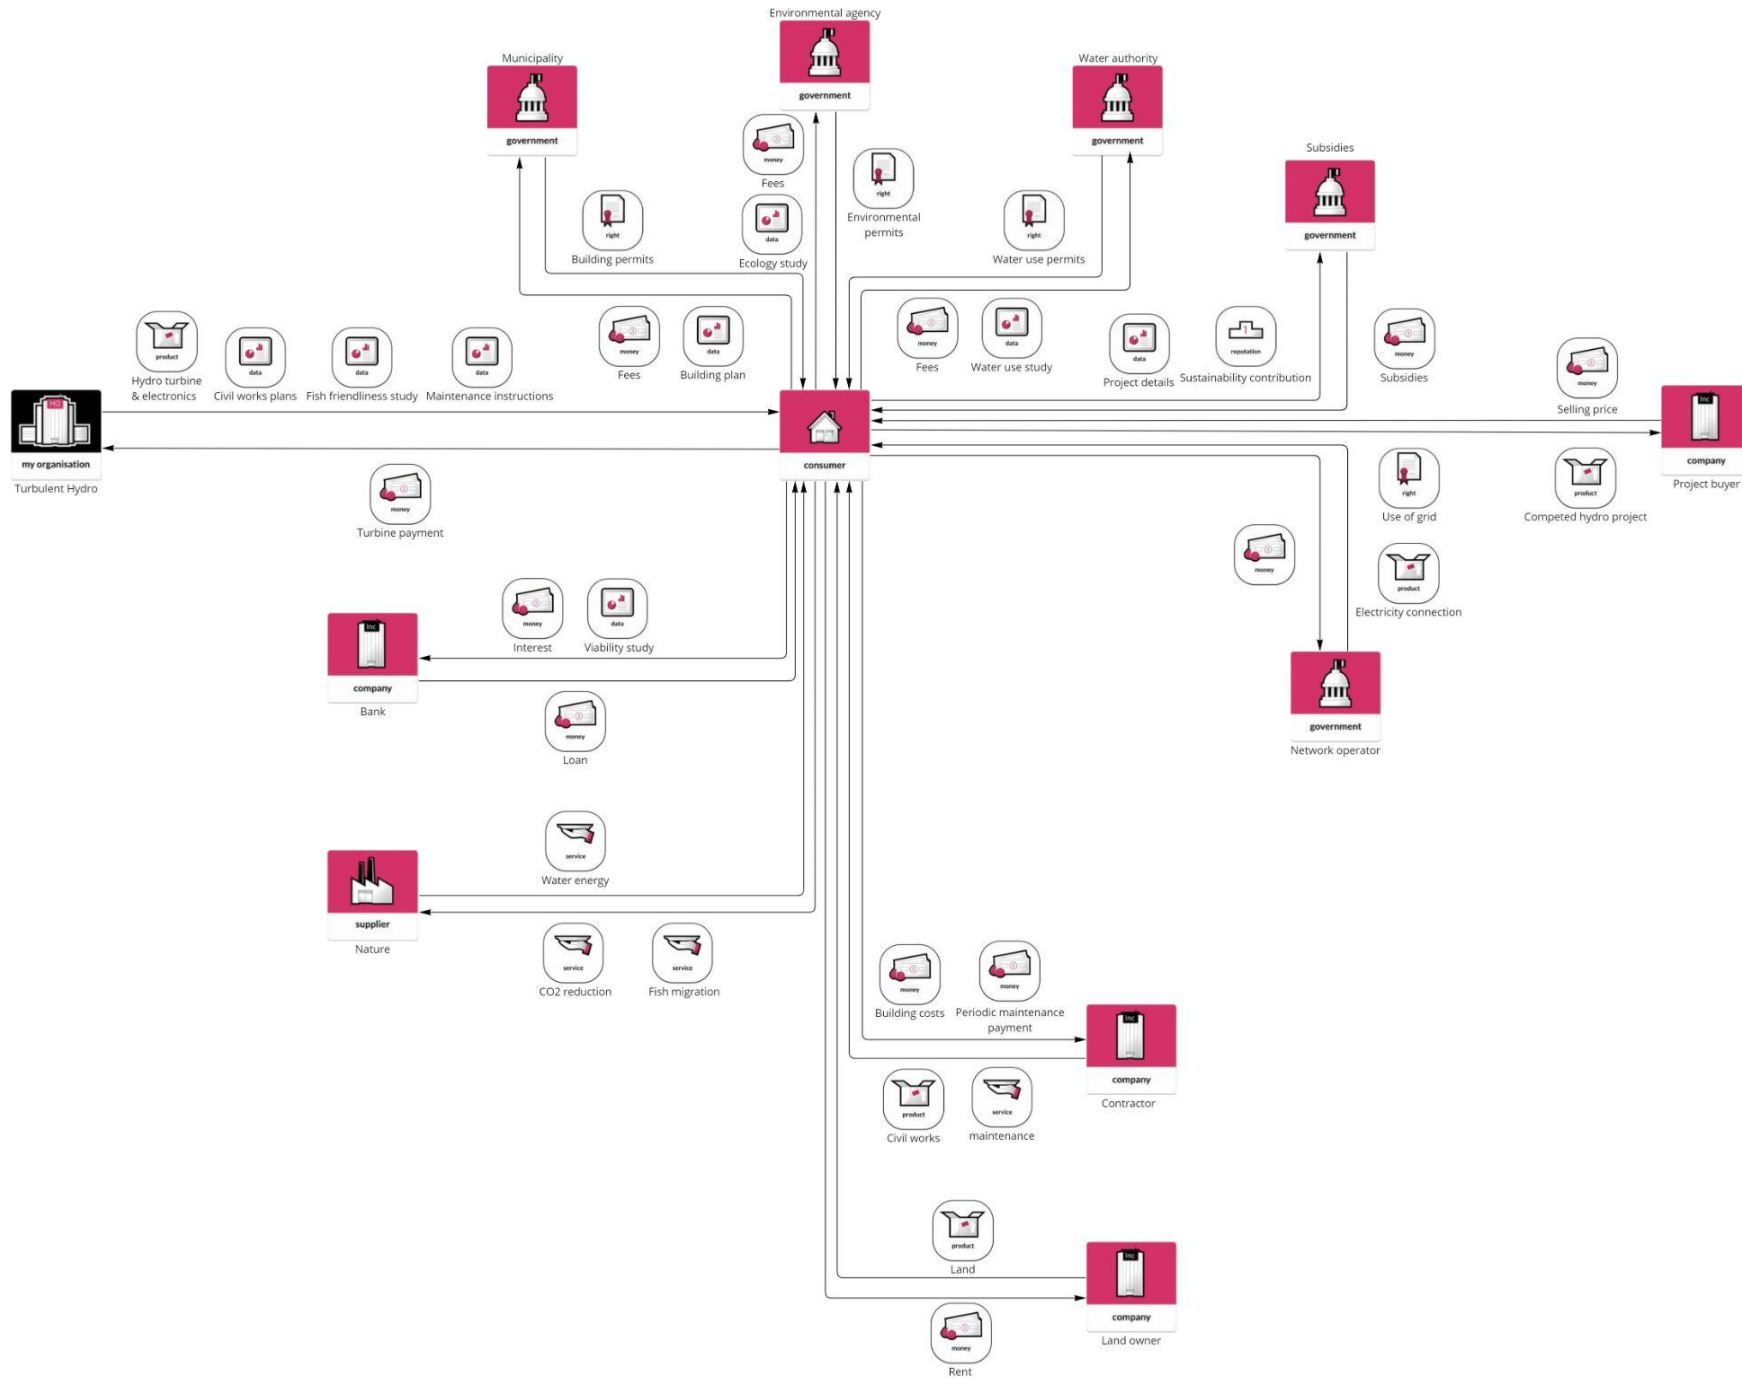 Environmental agency
government
Municipality
government
Water authority
government
Subsidies
government
money
Fees
right
Environmental
permits
right
Building permits
data
Ecology study
right
Water use permits
product
Hydro turbine
& electronics
data
Civil works plans
data
Fish friendliness study
data
Maintenance instructions
money
Fees
data
Building plan
money
Fees
data
Water use study
data
Project details
1
reputation
Sustainability contribution
money
Subsidies
money
Selling price
HQ
my organisation
Turbulent Hydro
consumer
Inc
company
Project buyer
money
Turbine payment
right
Use of grid
product
Competed hydro project
money
product
Electricity connection
money
Interest
data
Viability study
Inc
company
Bank
money
Loan
government
Network operator
service
Water energy
supplier
Nature
service
CO2 reduction
service
Fish migration
money
Building costs
money
Periodic maintenance
payment
Inc
company
Contractor
product
Civil works
service
maintenance
product
Land
Inc
company
Land owner
money
Rent